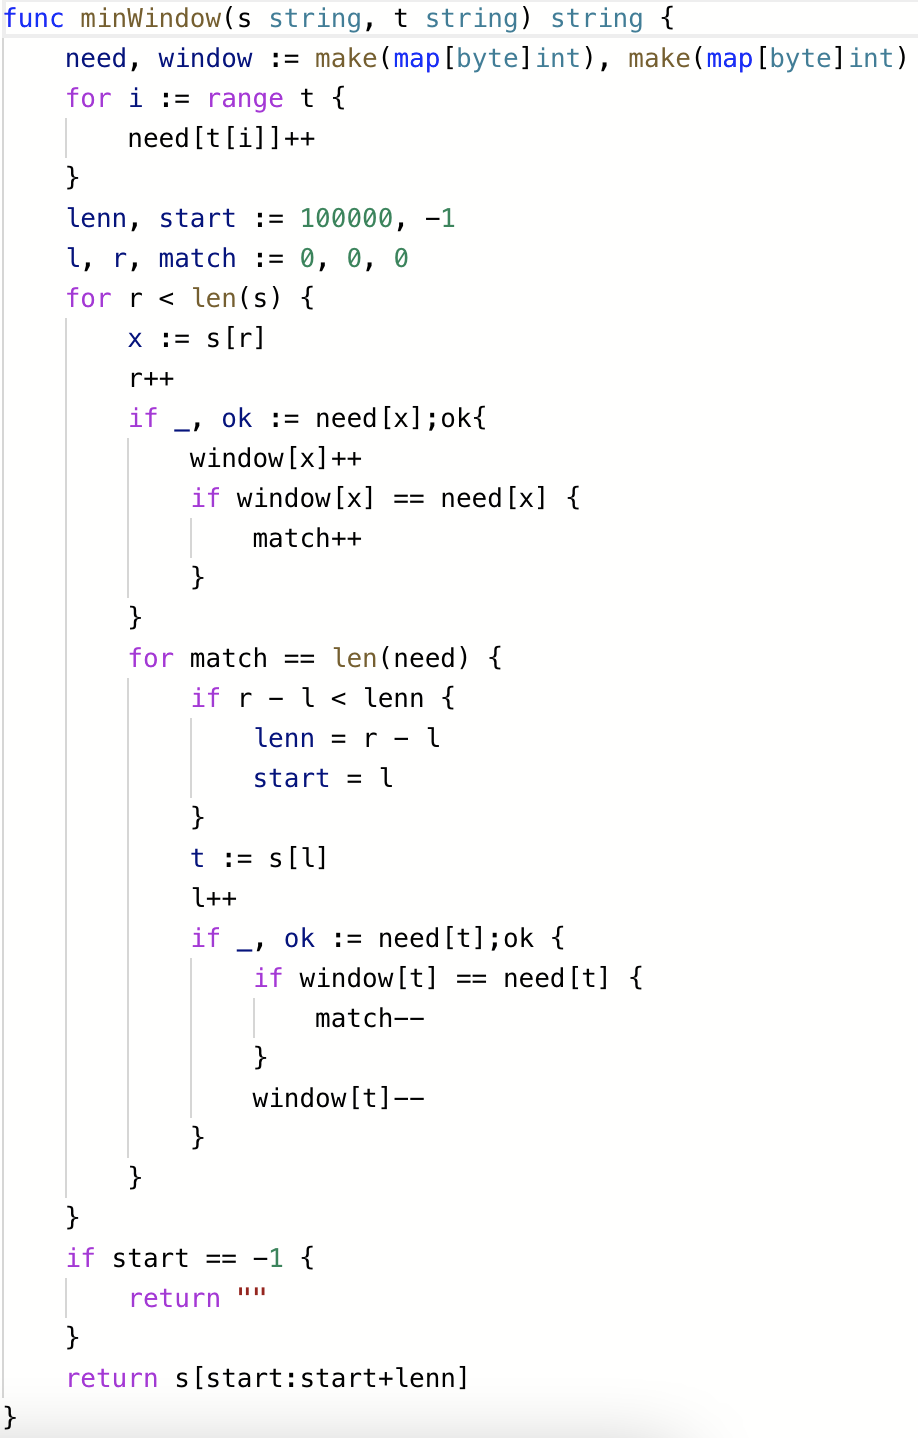 func minWindow(s string, t string) string {
    need, window := make(map[byte]int), make(map[byte]int)
    for i := range t {
        need[t[i]]++
    }
    lenn, start := 100000, -1
    l, r, match := 0, 0, 0
    for r < len(s) {
        x := s[r]
        r++
        if _, ok := need[x];ok{
            window[x]++
            if window[x] == need[x] {
                match++
            }
        }
        for match == len(need) {
            if r - l < lenn {
                lenn = r - l
                start = l
            }
            t := s[l]
            l++
            if _, ok := need[t];ok {
                if window[t] == need[t] {
                    match--
                }
                window[t]--
            }
        }
    }
    if start == -1 {
        return ""
    }
    return s[start:start+lenn]
}